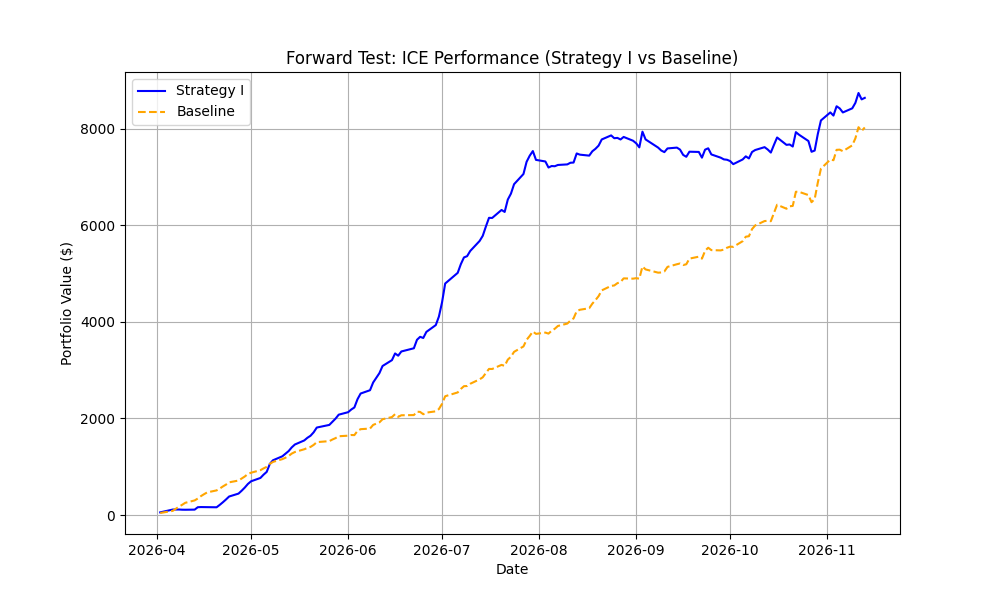 Forward Test: ICE Performance (Strategy I vs Baseline)
Strategy I
Baseline
Portfolio Value ($)
8000
6000
4000
2000
0
2026-04 2026-05 2026-06 2026-07 2026-08 2026-09 2026-10 2026-11
Date